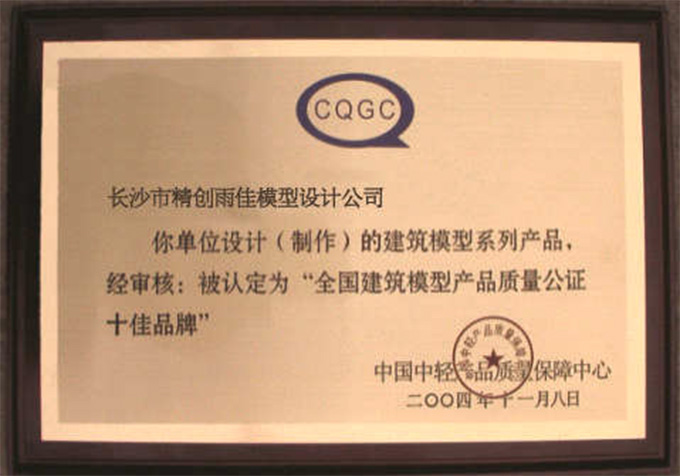 CQGC
长沙市精创雨佳模型设计公司
你单位设计（制作）的建筑模型系列产品，
经审核：被认定为“全国建筑模型产品质量公证
十佳品牌”
中国中轻产品质量保障中心
二〇〇四年十一月八日